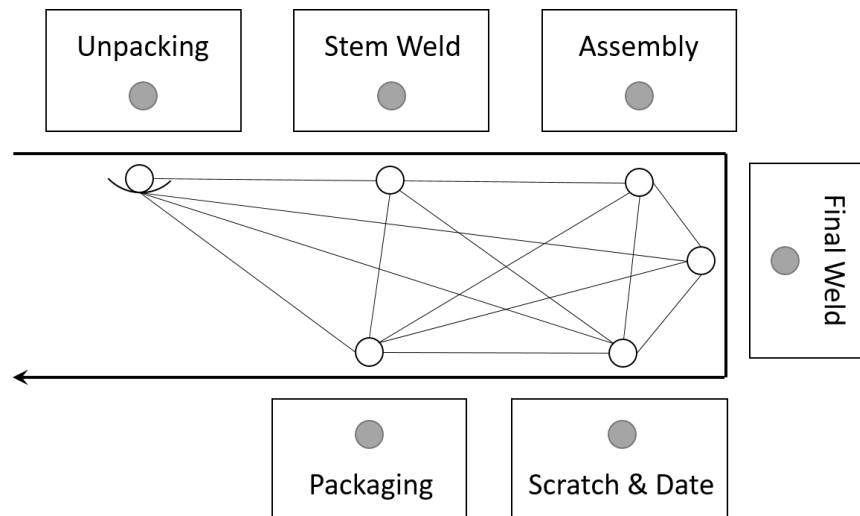 Unpacking
Stem Weld
Assembly
Final Weld
Packaging
Scratch & Date